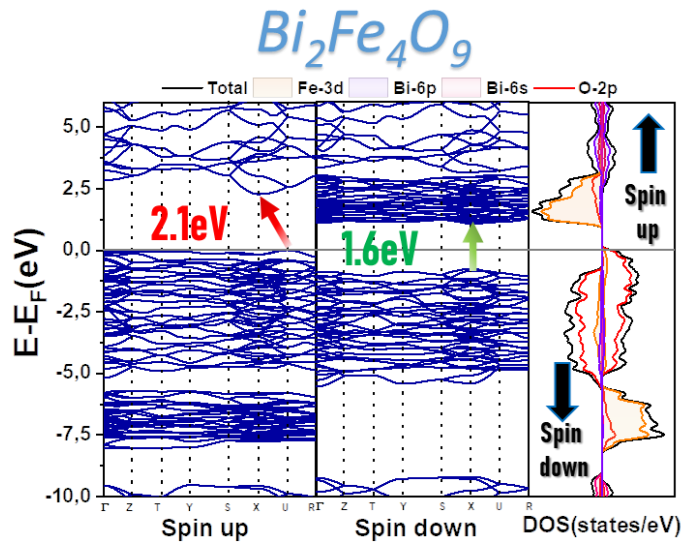 Bi₂Fe₄O₉
Total Fe-3d Bi-6p Bi-6s O-2p
E-E_F(eV)
5,0
2,5
0,0
-2,5
-5,0
-7,5
-10,0
2.1eV
1.6eV
Spin
up
Spin
down
Γ Z T Y S X U R
Γ Z T Y S X U R
Spin up
Spin down
DOS(states/eV)